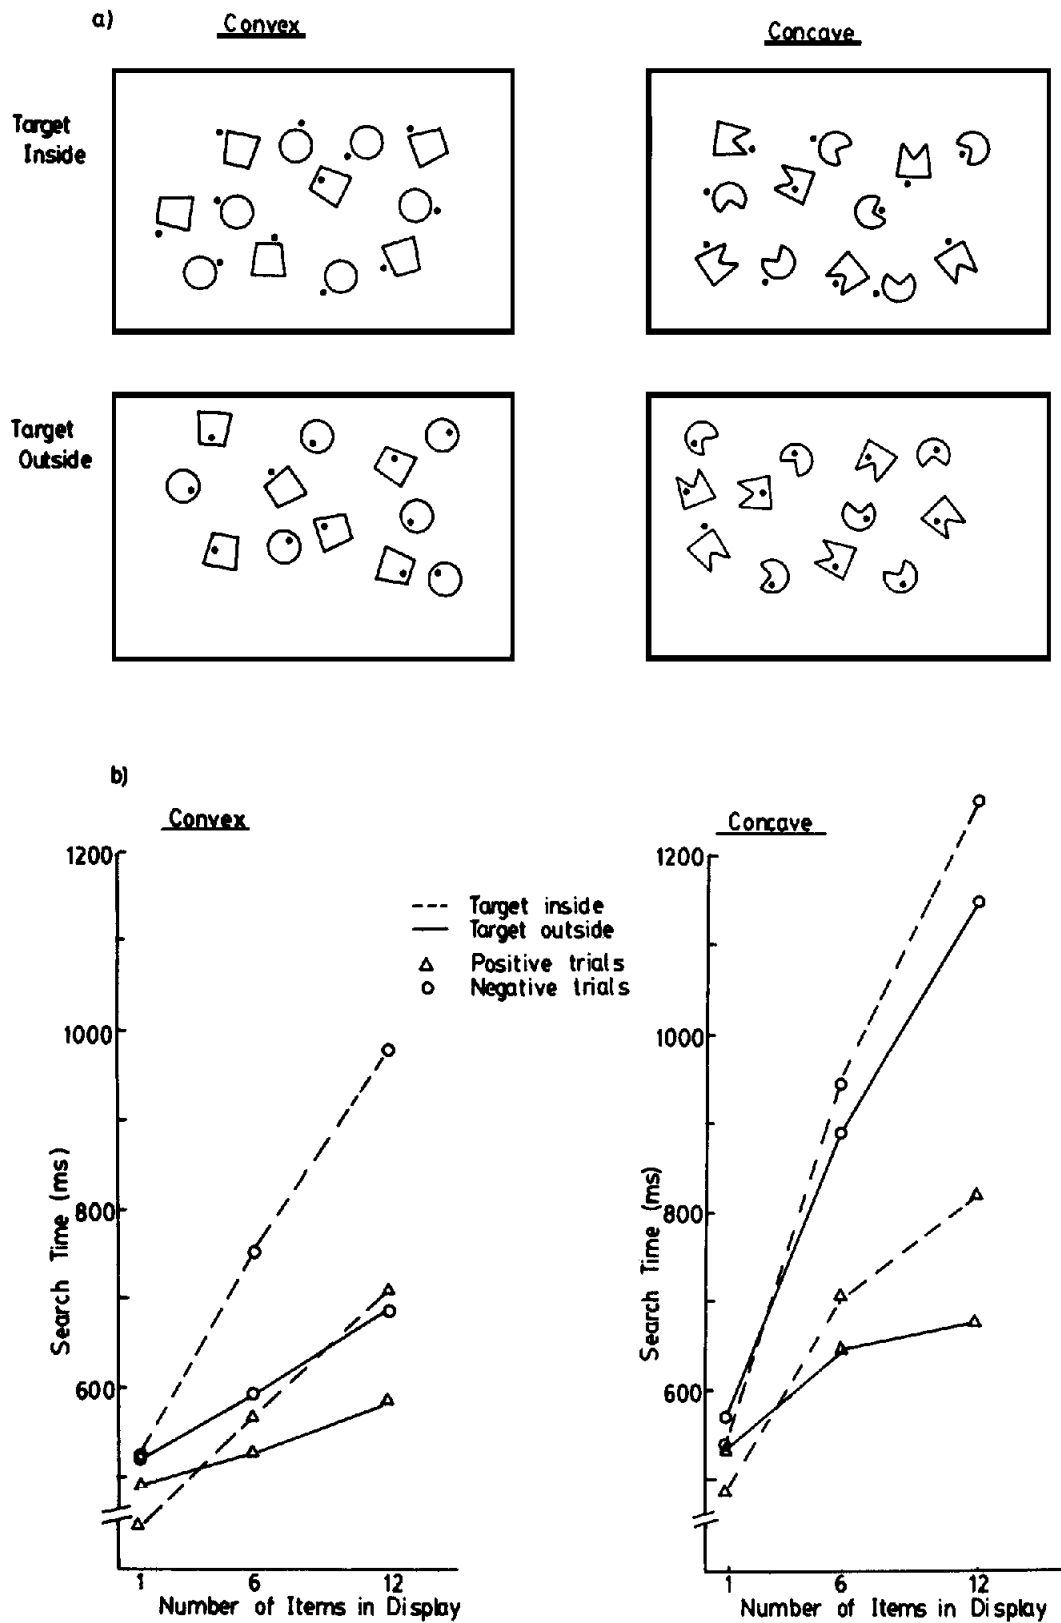 a)
Convex
Concave
Target
Inside
Target
Outside
b)
Convex
Concave
1200
1000
800
600
Search Time (ms)
1
6
12
Number of Items in Display
Target inside
Target outside
Positive trials
Negative trials
1200
1000
800
600
Search Time (ms)
1
6
12
Number of Items in Display